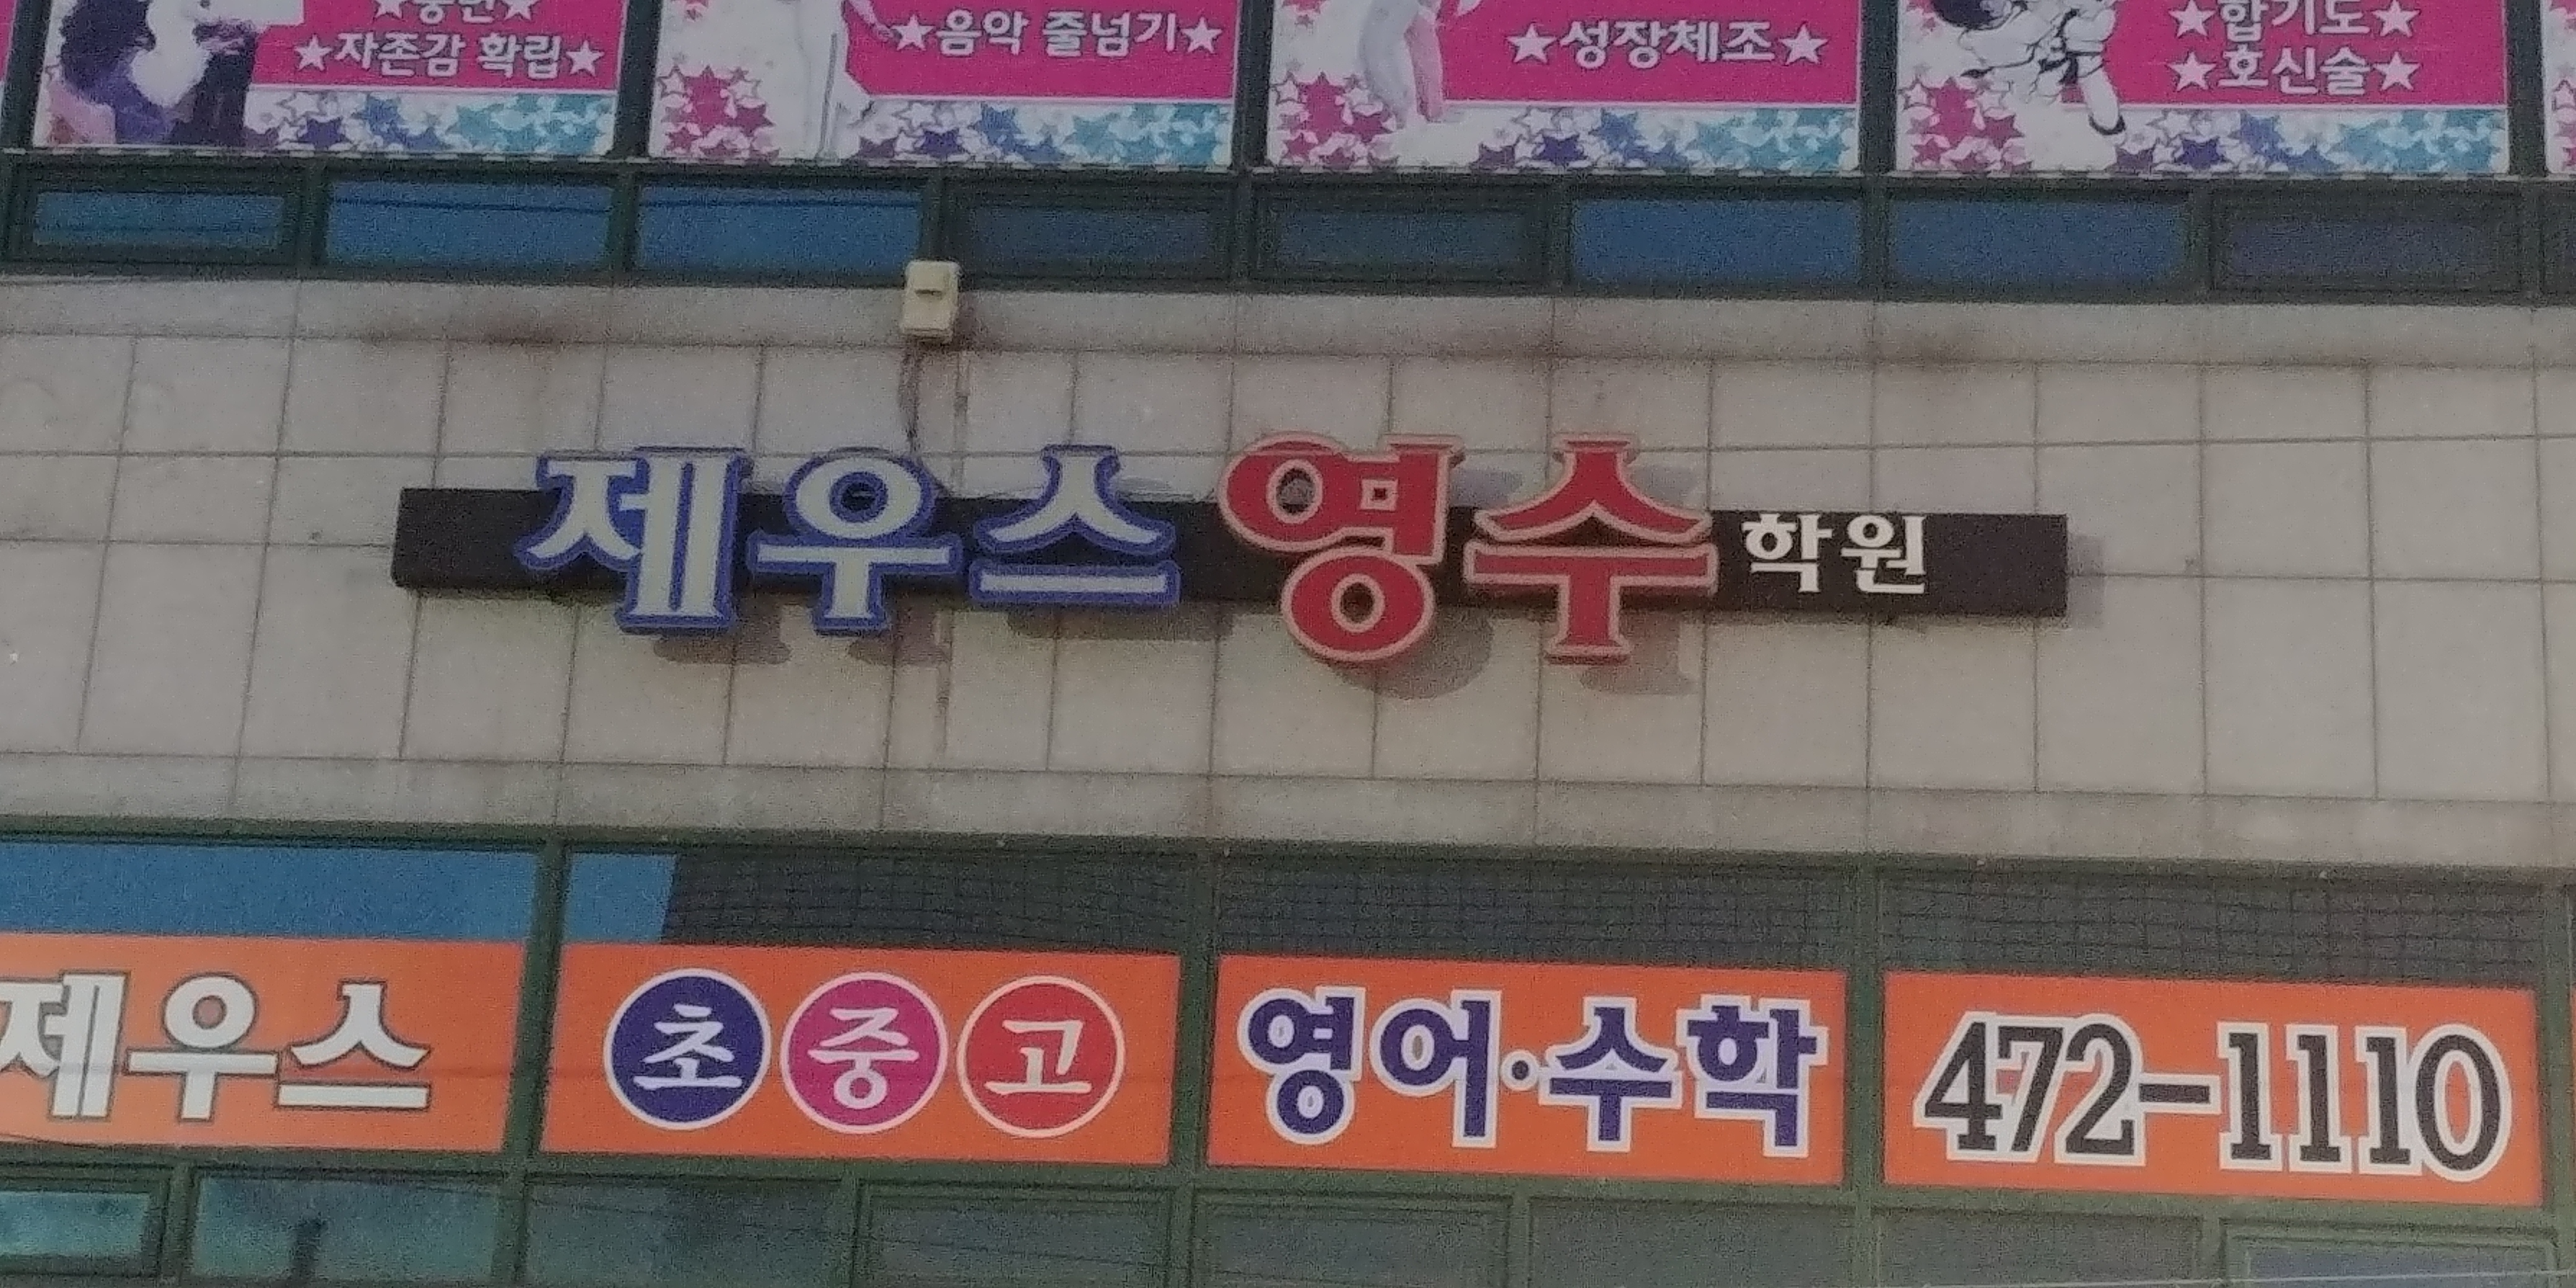 ★자존감 확립★
★음악 줄넘기★
★성장체조★
★합기도★
★호신술★
제우스 영수 학원
제우스 초 중 고 영어·수학 472-1110